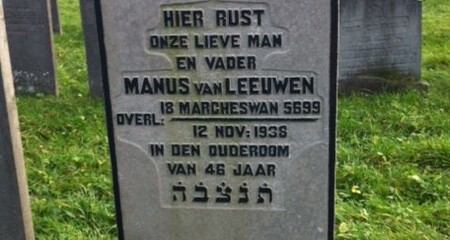 HIER RUST
ONZE LIEVE MAN
EN VADER
MANUS VAN LEEUWEN
18 MARCHESWAN 5699
OVERL:
12 NOV: 1938
IN DEN OUDERDOM
VAN 46 JAAR
תנצבה